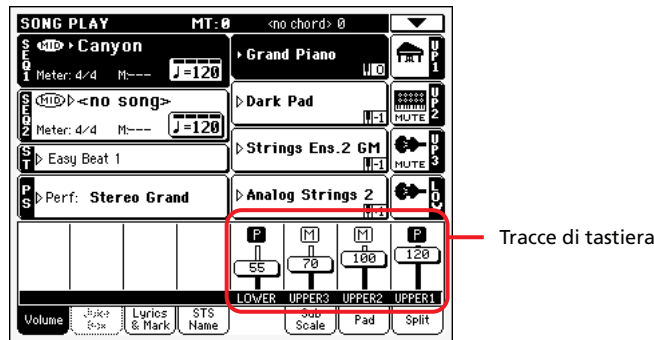 SONG PLAY MT:0 <no chord> 0
SEQ1 MID Canyon
Meter: 4/4 M:--- ♩=120
Grand Piano 0
UP1
SEQ2 MID <no song>
Meter: 4/4 M:--- ♩=120
Dark Pad -1
MUTE UP2
ST Easy Beat 1
Strings Ens.2 GM -1
MUTE UP3
PS Perf: Stereo Grand
Analog Strings 2 -1
LOW
P M M P
55 70 100 120
Tracce di tastiera
LOWER UPPER3 UPPER2 UPPER1
Volume Juke Box Lyrics & Mark STS Name Sub Scale Pad Split